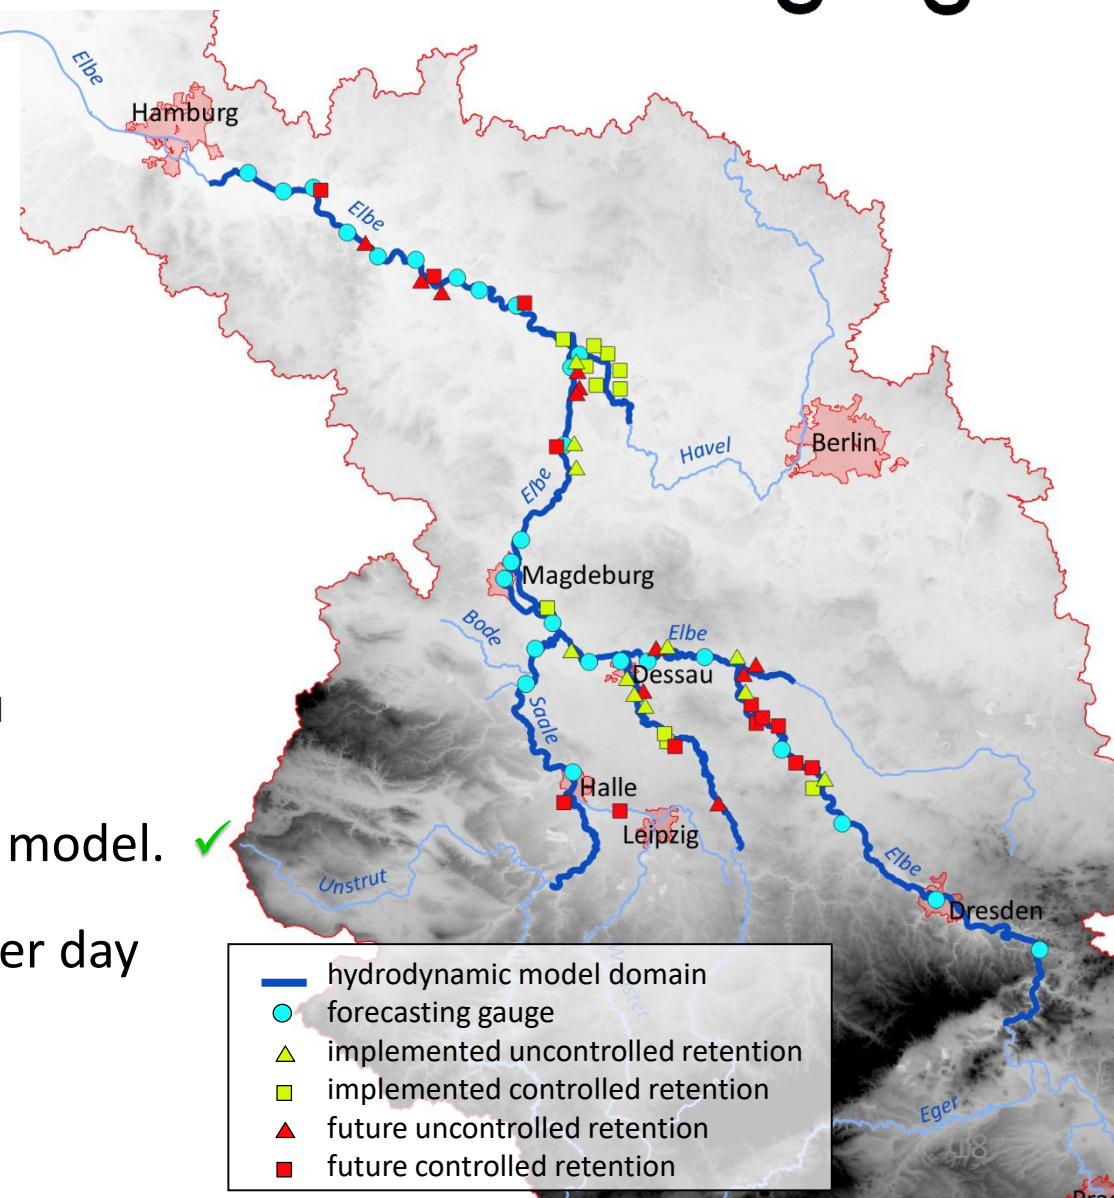 Elbe
Hamburg
Elbe
Havel
Berlin
Elbe
Magdeburg
Bode
Elbe
Dessau
Saale
Halle
Leipzig
model.
Elbe
Unstrut
Dresden
er day
hydrodynamic model domain
forecasting gauge
implemented uncontrolled retention
implemented controlled retention
future uncontrolled retention
future controlled retention
Eger
18